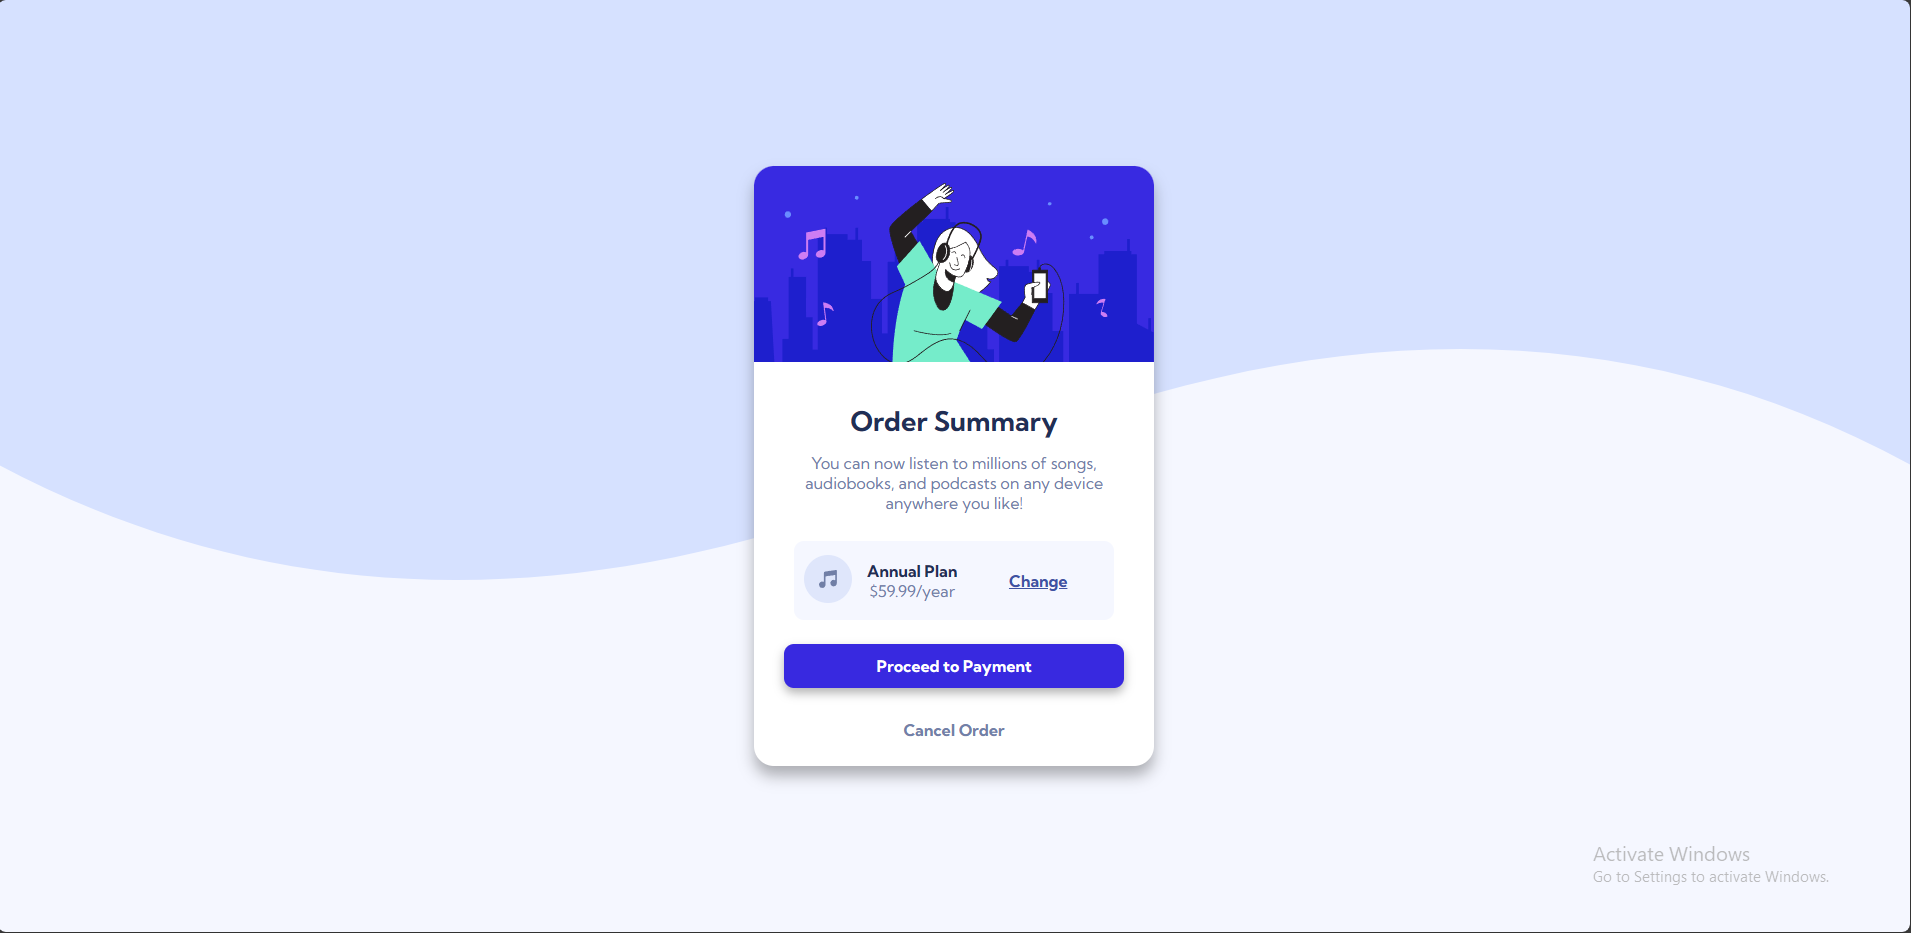 Order Summary
You can now listen to millions of songs,
audiobooks, and podcasts on any device
anywhere you like!
Annual Plan
$59.99/year
Change
Proceed to Payment
Cancel Order
Activate Windows
Go to Settings to activate Windows.